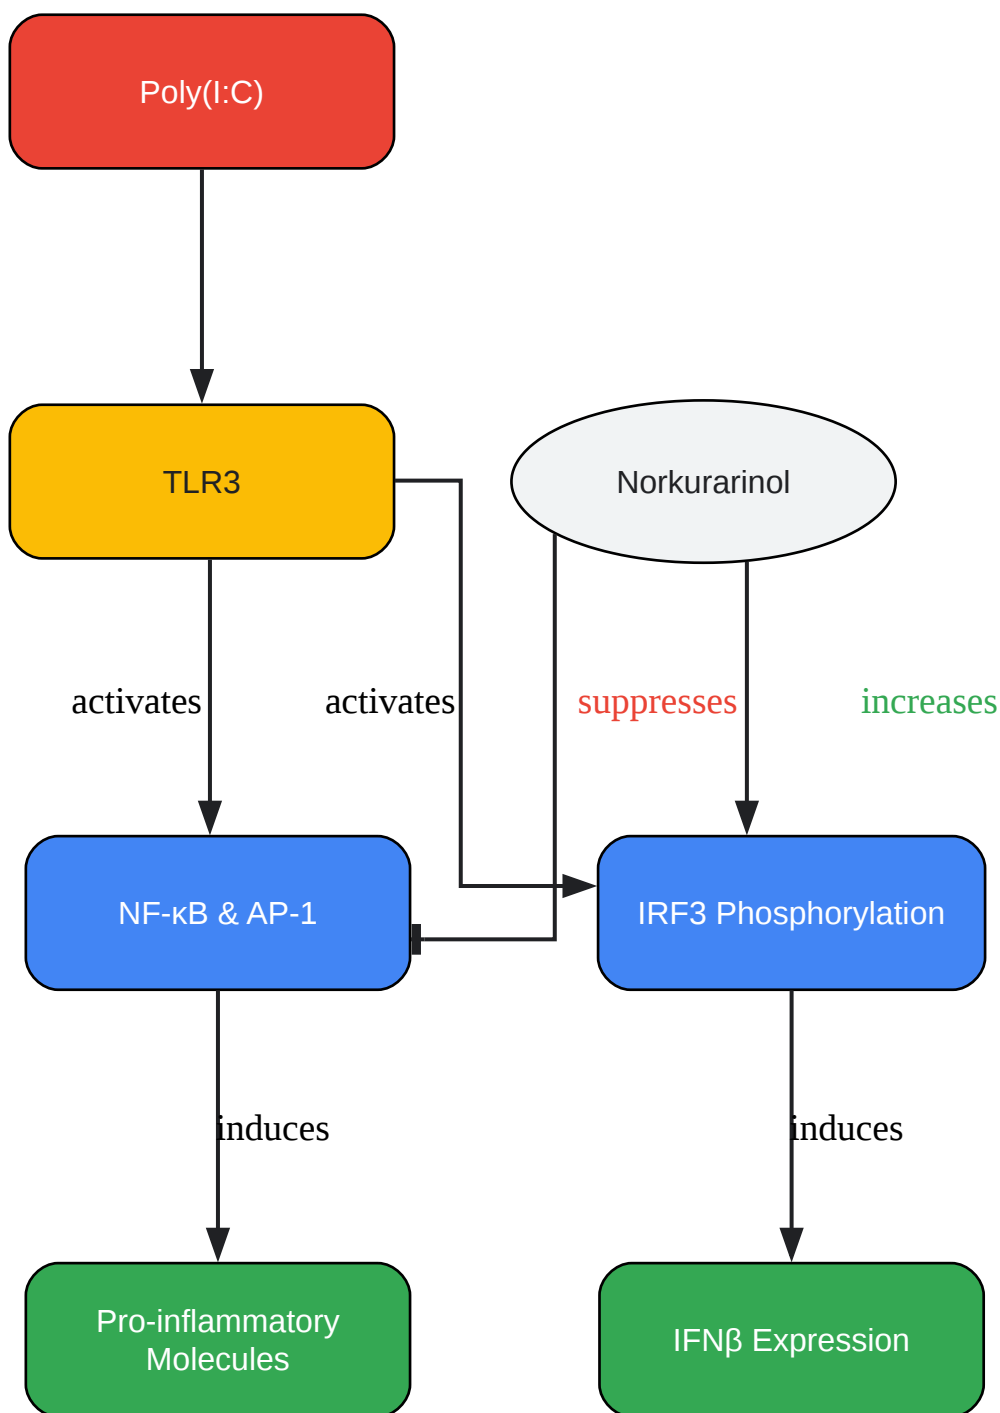 Poly(I:C)
TLR3
Norkurarinol
activates
activates
suppresses
increases
NF-κB & AP-1
IRF3 Phosphorylation
induces
induces
Pro-inflammatory
Molecules
IFNβ Expression